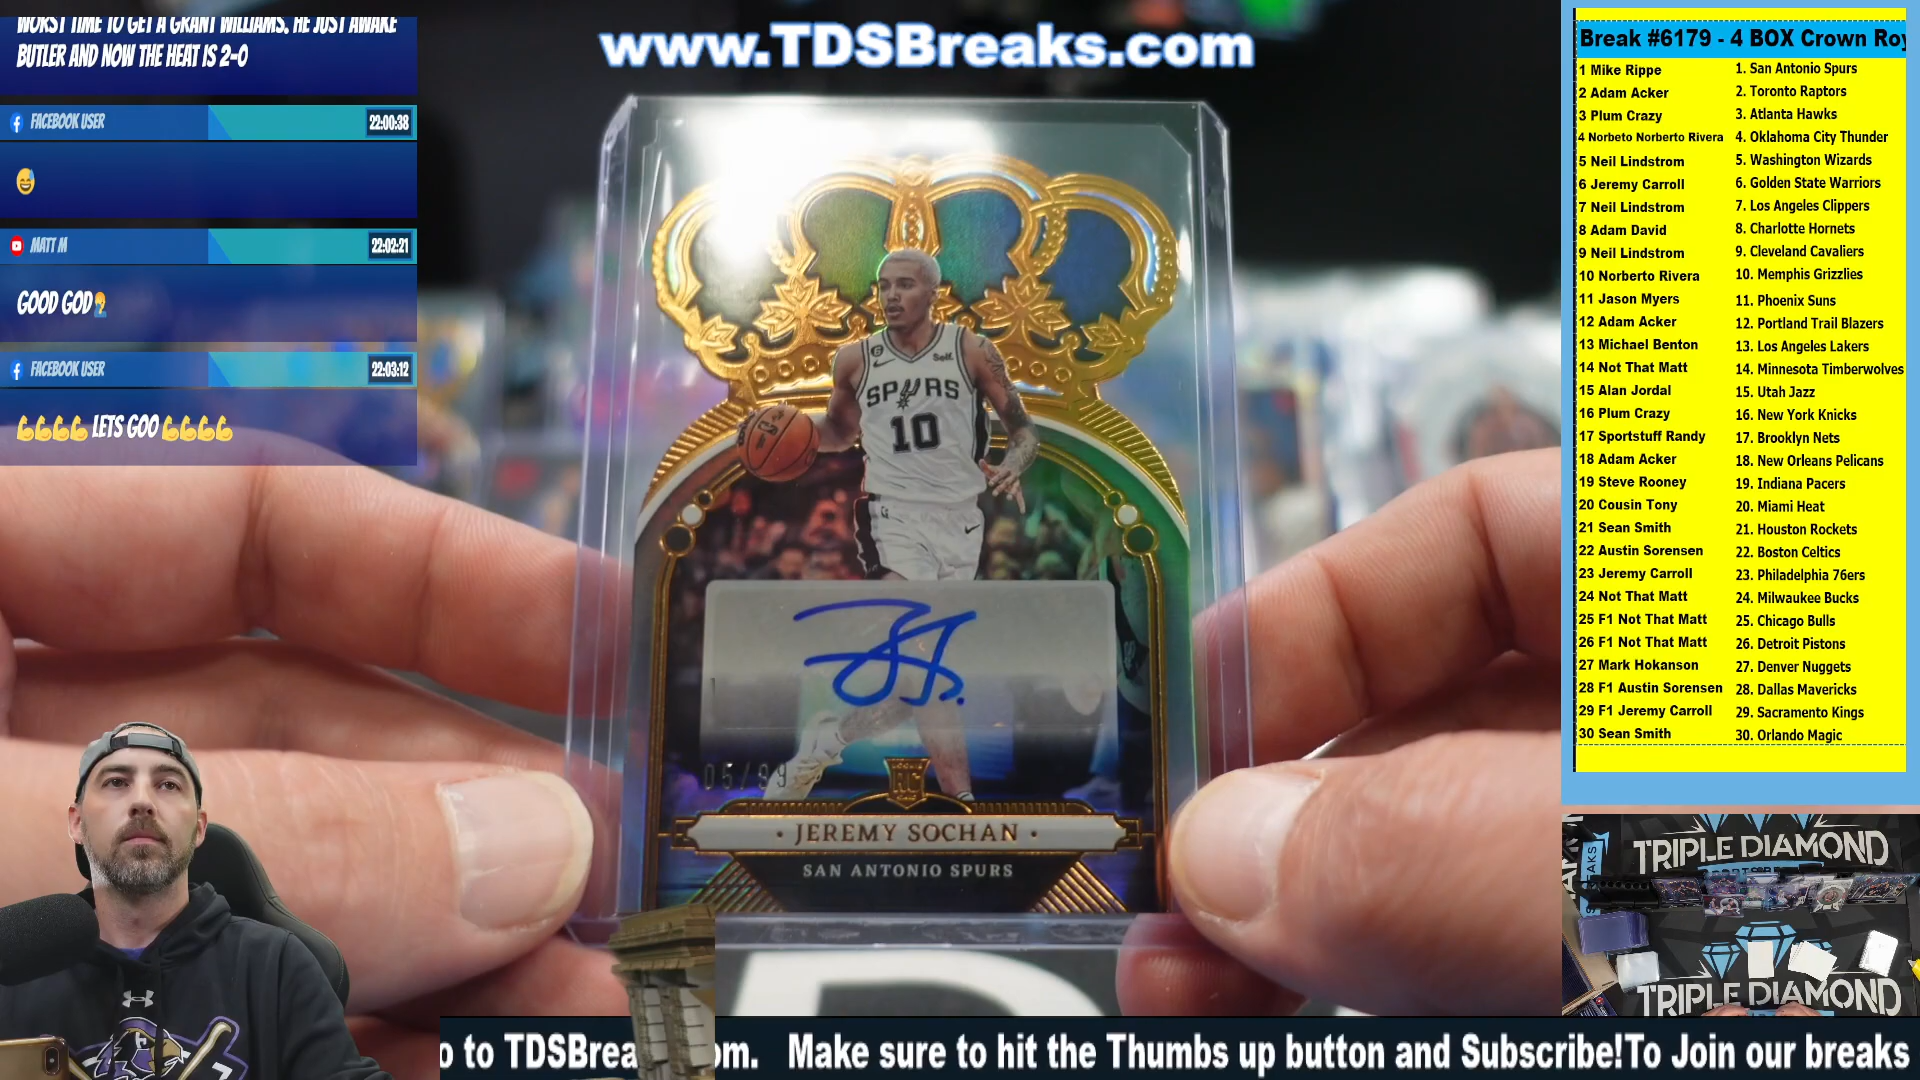 WORST TIME TO GET A GRANT WILLIAMS. HE JUST AWAKE
BUTLER AND NOW THE HEAT IS 2-0
FACEBOOK USER 22:00:38
MATT M 22:02:21
GOOD GOD
FACEBOOK USER 22:03:12
LETS GOO
www.TDSBreaks.com
6 Self.
SPURS
10
05/99
RC
· JEREMY SOCHAN ·
SAN ANTONIO SPURS
Break #6179 - 4 BOX Crown Roy
1 Mike Rippe 1. San Antonio Spurs
2 Adam Acker 2. Toronto Raptors
3 Plum Crazy 3. Atlanta Hawks
4 Norbeto Norberto Rivera 4. Oklahoma City Thunder
5 Neil Lindstrom 5. Washington Wizards
6 Jeremy Carroll 6. Golden State Warriors
7 Neil Lindstrom 7. Los Angeles Clippers
8 Adam David 8. Charlotte Hornets
9 Neil Lindstrom 9. Cleveland Cavaliers
10 Norberto Rivera 10. Memphis Grizzlies
11 Jason Myers 11. Phoenix Suns
12 Adam Acker 12. Portland Trail Blazers
13 Michael Benton 13. Los Angeles Lakers
14 Not That Matt 14. Minnesota Timberwolves
15 Alan Jordal 15. Utah Jazz
16 Plum Crazy 16. New York Knicks
17 Sportstuff Randy 17. Brooklyn Nets
18 Adam Acker 18. New Orleans Pelicans
19 Steve Rooney 19. Indiana Pacers
20 Cousin Tony 20. Miami Heat
21 Sean Smith 21. Houston Rockets
22 Austin Sorensen 22. Boston Celtics
23 Jeremy Carroll 23. Philadelphia 76ers
24 Not That Matt 24. Milwaukee Bucks
25 F1 Not That Matt 25. Chicago Bulls
26 F1 Not That Matt 26. Detroit Pistons
27 Mark Hokanson 27. Denver Nuggets
28 F1 Austin Sorensen 28. Dallas Mavericks
29 F1 Jeremy Carroll 29. Sacramento Kings
30 Sean Smith 30. Orlando Magic
TRIPLE DIAMOND
TRIPLE DIAMOND
o to TDSBrea om. Make sure to hit the Thumbs up button and Subscribe!To Join our breaks